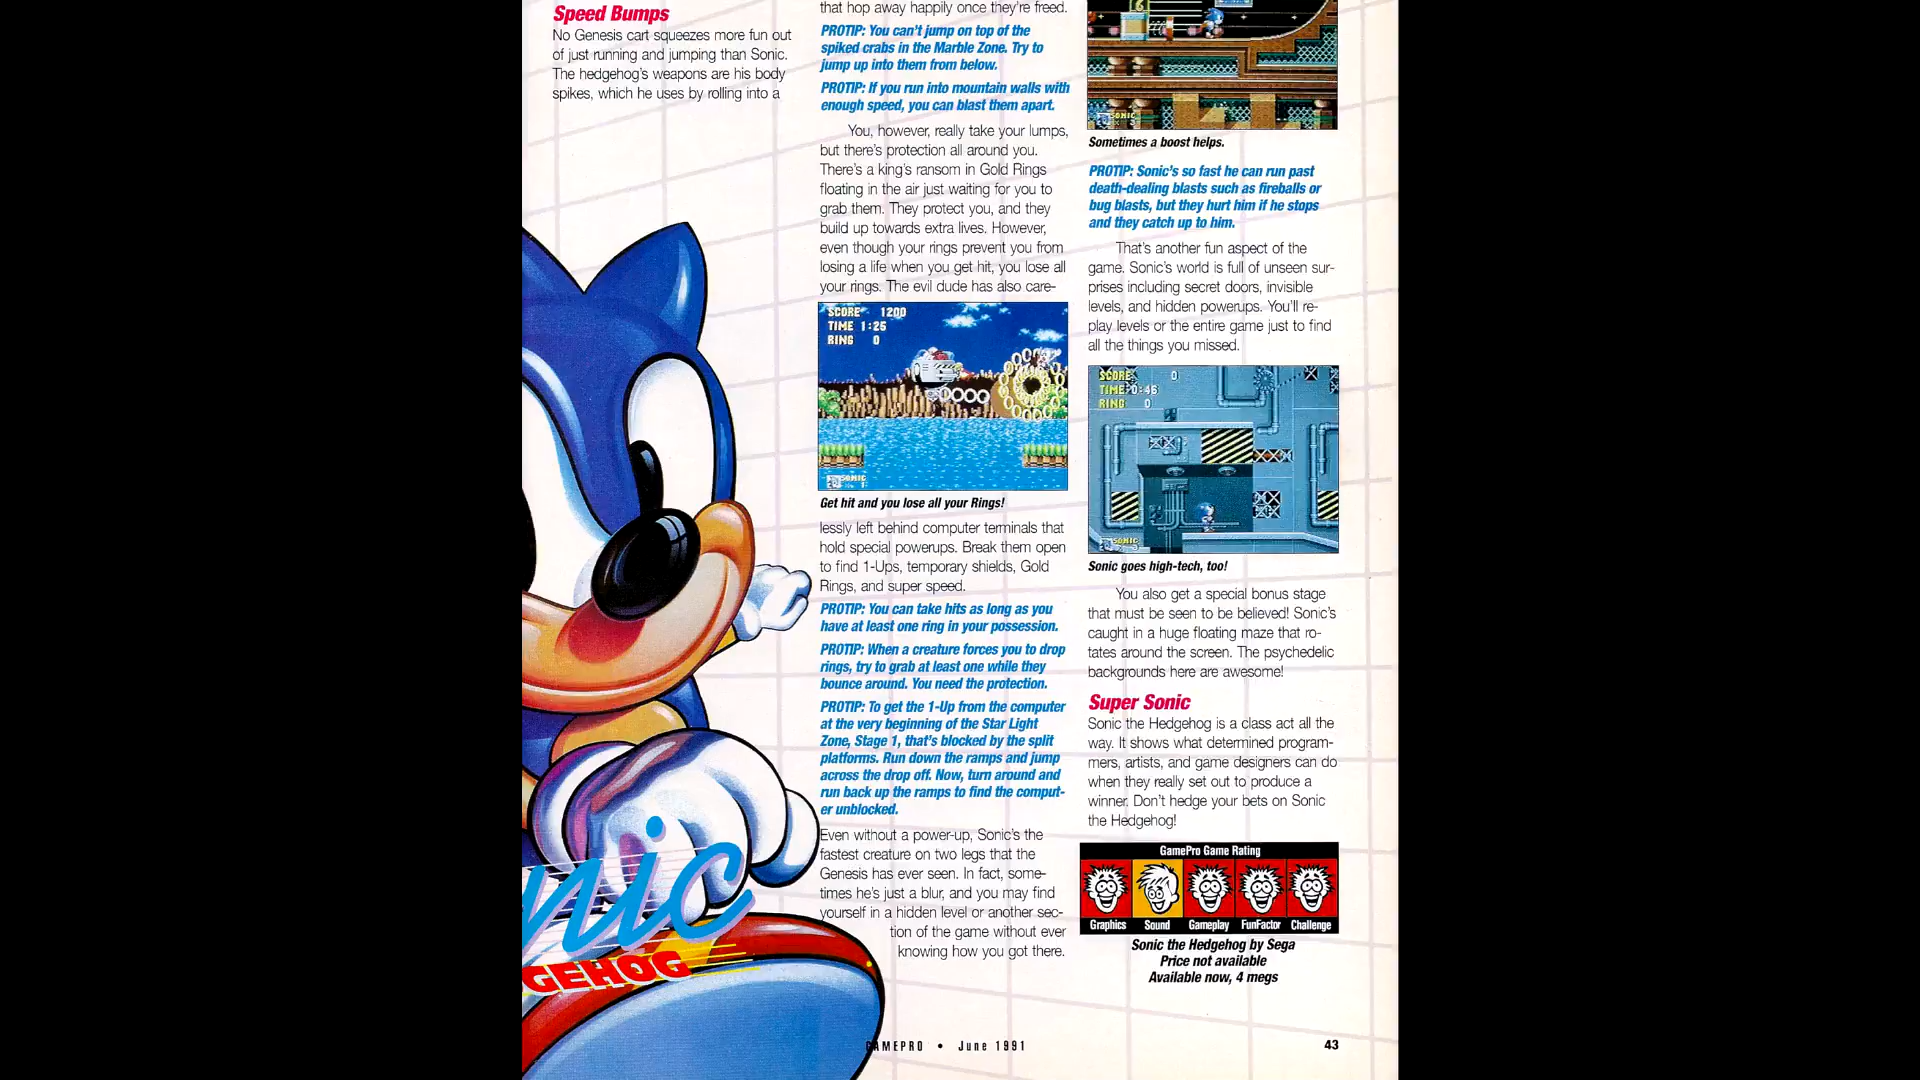 Speed Bumps
No Genesis cart squeezes more fun out
of just running and jumping than Sonic.
The hedgehog's weapons are his body
spikes, which he uses by rolling into a
nic
GEHOG
that hop away happily once they're freed.
PROTIP: You can't jump on top of the
spiked crabs in the Marble Zone. Try to
jump up into them from below.
PROTIP: If you run into mountain walls with
enough speed, you can blast them apart.
You, however, really take your lumps,
but there's protection all around you.
There's a king's ransom in Gold Rings
floating in the air just waiting for you to
grab them. They protect you, and they
build up towards extra lives. However,
even though your rings prevent you from
losing a life when you get hit, you lose all
your rings. The evil dude has also care-
SCORE 1200
TIME 1:25
RING 0
SONIC
Get hit and you lose all your Rings!
lessly left behind computer terminals that
hold special powerups. Break them open
to find 1-Ups, temporary shields, Gold
Rings, and super speed.
PROTIP: You can take hits as long as you
have at least one ring in your possession.
PROTIP: When a creature forces you to drop
rings, try to grab at least one while they
bounce around. You need the protection.
PROTIP: To get the 1-Up from the computer
at the very beginning of the Star Light
Zone, Stage 1, that's blocked by the split
platforms. Run down the ramps and jump
across the drop off. Now, turn around and
run back up the ramps to find the comput-
er unblocked.
Even without a power-up, Sonic's the
fastest creature on two legs that the
Genesis has ever seen. In fact, some-
times he's just a blur, and you may find
yourself in a hidden level or another sec-
tion of the game without ever
knowing how you got there.
SONIC
Sometimes a boost helps.
PROTIP: Sonic's so fast he can run past
death-dealing blasts such as fireballs or
bug blasts, but they hurt him if he stops
and they catch up to him.
That's another fun aspect of the
game. Sonic's world is full of unseen sur-
prises including secret doors, invisible
levels, and hidden powerups. You'll re-
play levels or the entire game just to find
all the things you missed.
SCORE 0
TIME 0:46
RING 0
SONIC
Sonic goes high-tech, too!
You also get a special bonus stage
that must be seen to be believed! Sonic's
caught in a huge floating maze that ro-
tates around the screen. The psychedelic
backgrounds here are awesome!
Super Sonic
Sonic the Hedgehog is a class act all the
way. It shows what determined program-
mers, artists, and game designers can do
when they really set out to produce a
winner. Don't hedge your bets on Sonic
the Hedgehog!
GamePro Game Rating
Graphics Sound Gameplay FunFactor Challenge
Sonic the Hedgehog by Sega
Price not available
Available now, 4 megs
GAMEPRO • June 1991
43